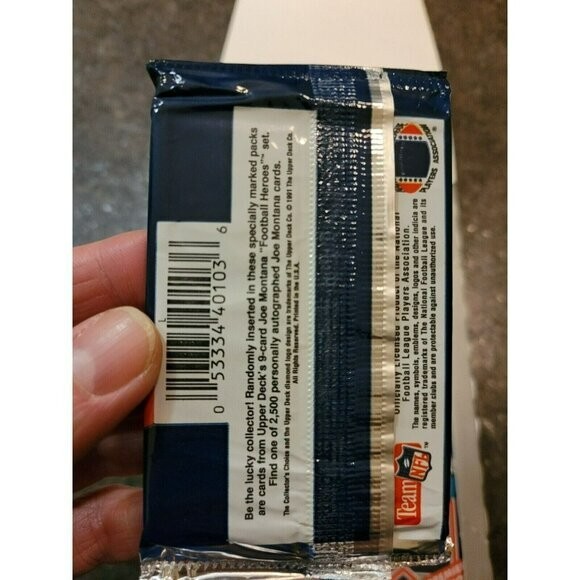 Be the lucky collector! Randomly inserted in these specially marked packs
are cards from Upper Deck's 9-card Joe Montana "Football Heroes"™ set.
Find one of 2,500 personally autographed Joe Montana cards.
The Collector's Choice and the Upper Deck diamond logo design are trademarks of The Upper Deck Co. © 1991 The Upper Deck Co.
All Rights Reserved. Printed in the U.S.A.
0 53334 40103 6
PLAYERS ASSOCIATION ®
Officially Licensed Product of the National
Football League Players Association.
The names, symbols, emblems, designs, logos and other indicia are
registered trademarks of The National Football League and its
member clubs and are protectable against unauthorized use.
Team NFL ™